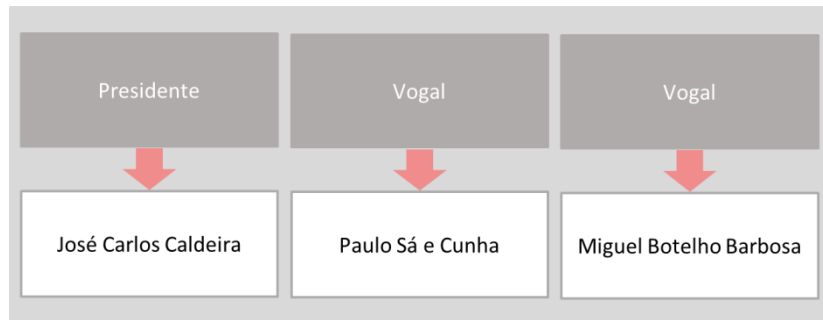 Presidente
Vogal
Vogal
José Carlos Caldeira
Paulo Sá e Cunha
Miguel Botelho Barbosa